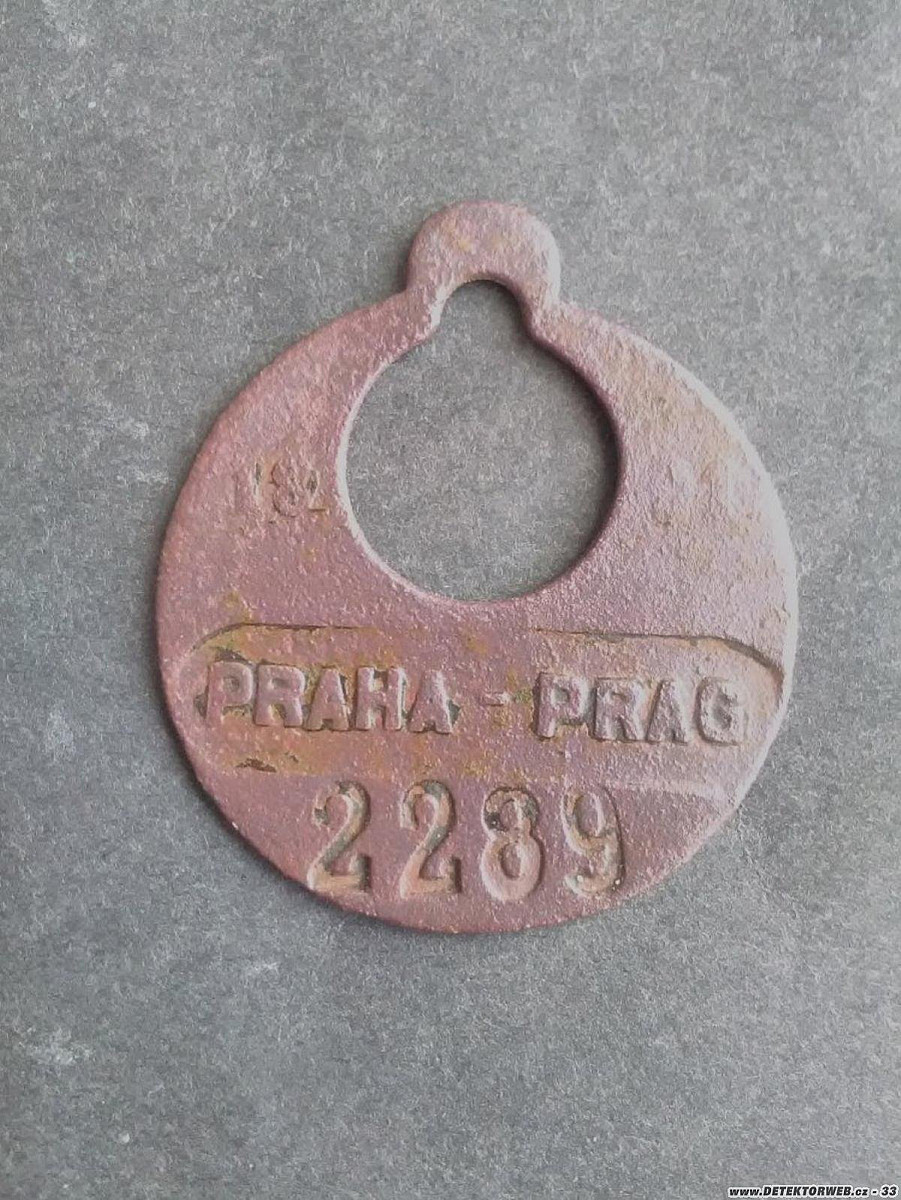 PRAHA - PRAG
2289
www.DETEKTORWEB.cz - 33